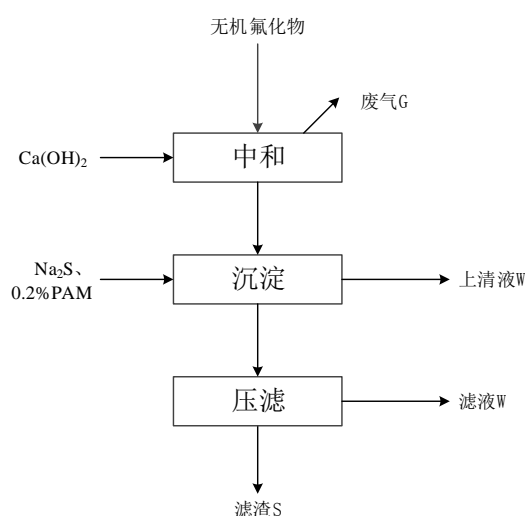 无机氟化物
废气G
中和
Ca(OH)₂
Na₂S、
0.2%PAM
沉淀
上清液W
压滤
滤液W
滤渣S